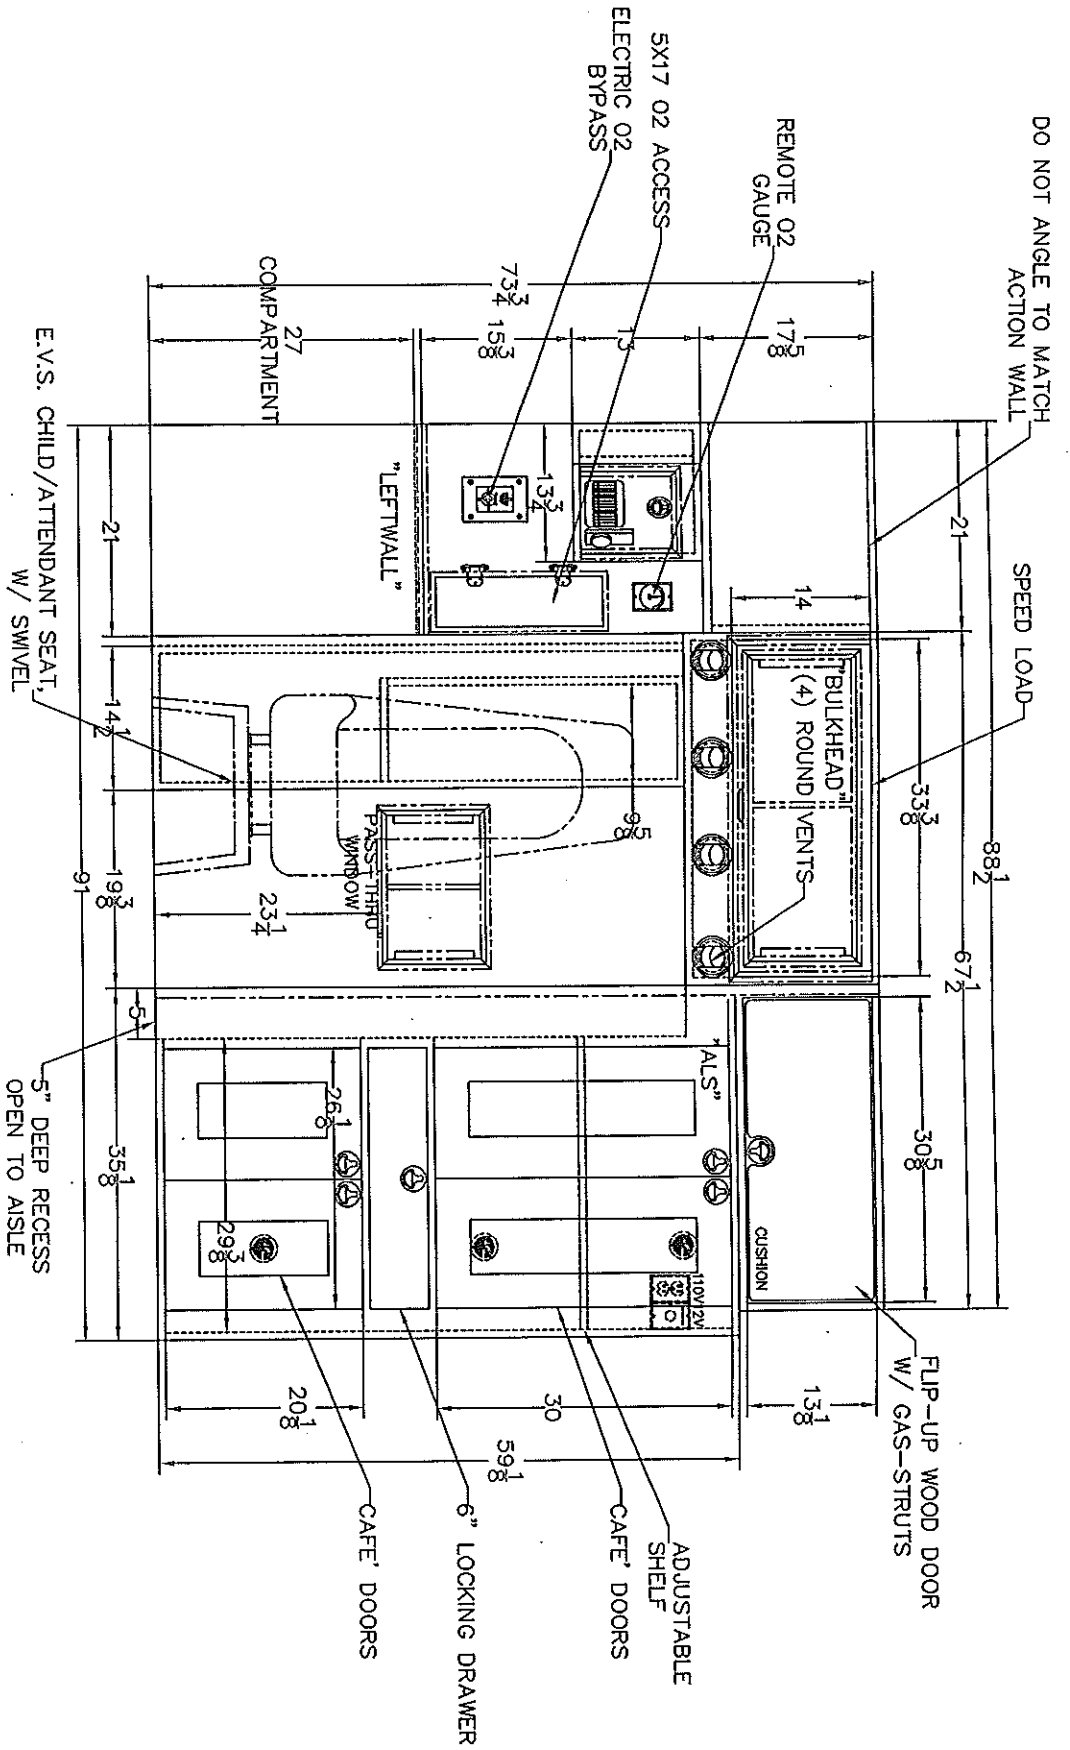 DO NOT ANGLE TO MATCH
ACTION WALL
SPEED LOAD
REMOTE O2
GAUGE
5X17 O2 ACCESS
ELECTRIC O2
BYPASS
FLIP-UP WOOD DOOR
W/ GAS-STRUTS
ADJUSTABLE
SHELF
CAFE' DOORS
6" LOCKING DRAWER
CAFE' DOORS
5" DEEP RECESS
OPEN TO AISLE
E.V.S. CHILD/ATTENDANT SEAT,
W/ SWIVEL
COMPARTMENT
"LEFTWALL"
"BULKHEAD"
(4) ROUND VENTS
PASS-THRU
WINDOW
"ALS"
CUSHION
110V 12V
88 1/2
21
67 1/2
33 3/8
30 5/8
14
73 3/4
17 5/8
13
15 3/8
27
13 3/4
9 5/8
23 1/4
26 1/8
29 3/8
13 1/8
30
59 1/8
20 1/8
21
14 1/2
19 3/8
5
35 1/8
91